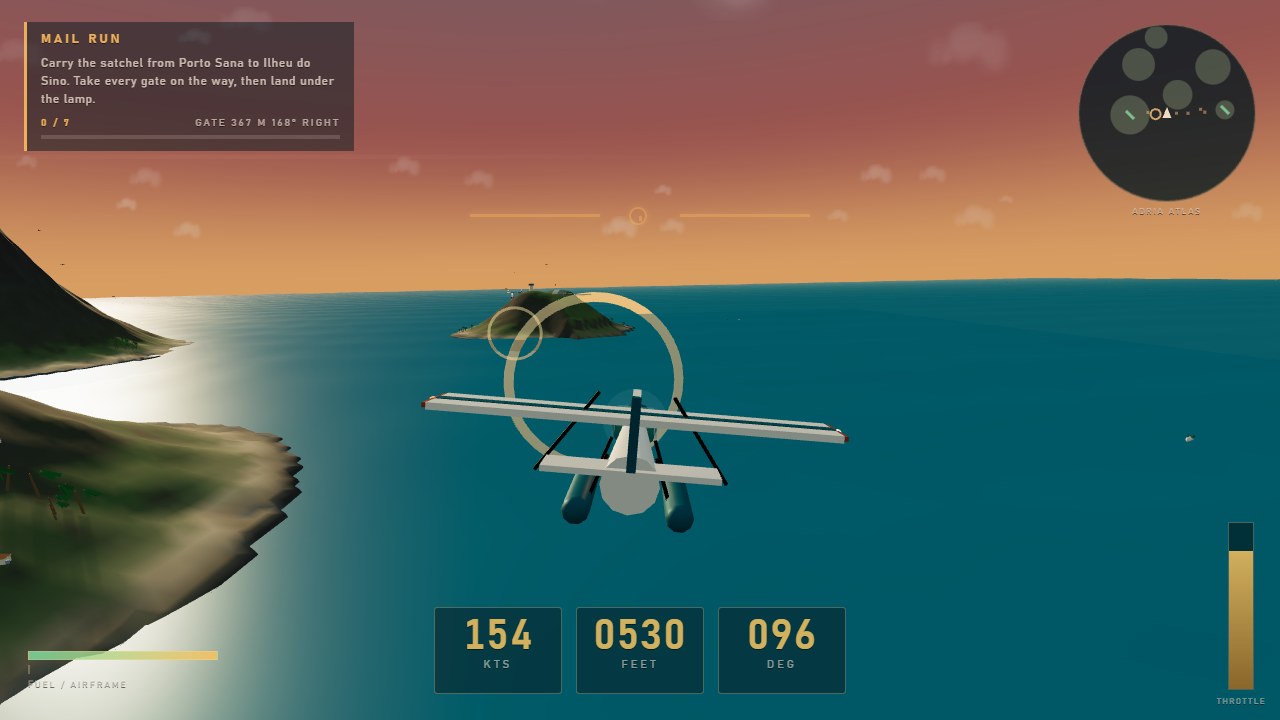 MAIL RUN
Carry the satchel from Porto Sana to Ilheu do
Sino. Take every gate on the way, then land under
the lamp.
0 / 7
GATE 367 M 168° RIGHT
ADRIA ATLAS
154
KTS
0530
FEET
096
DEG
FUEL / AIRFRAME
THROTTLE